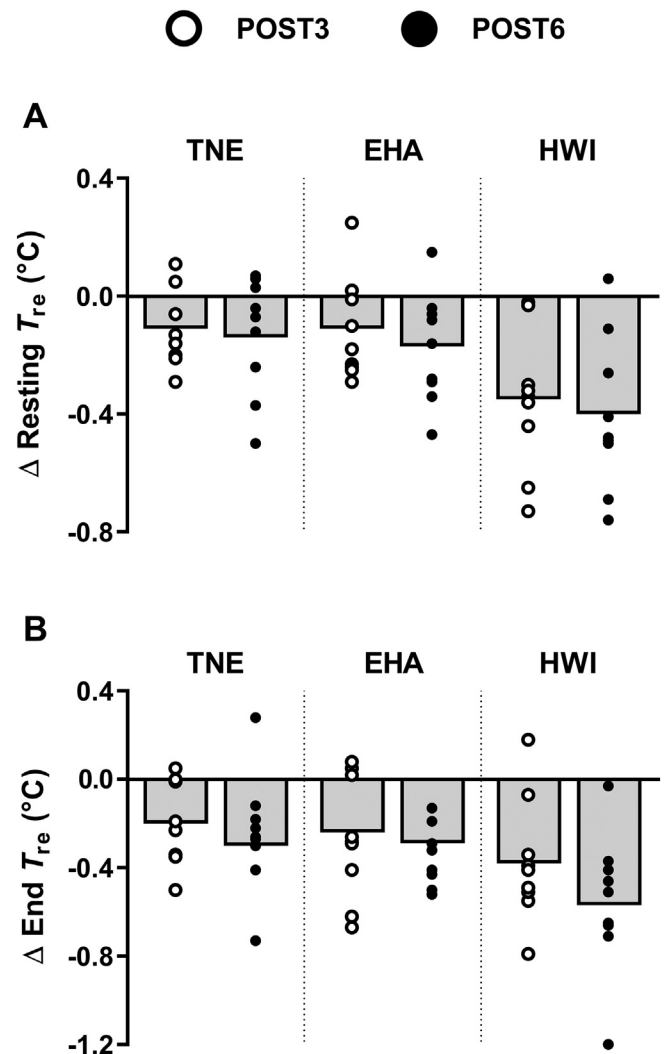 POST3 POST6
A
TNE EHA HWI
Δ Resting Tre (°C)
0.4
0.0
-0.4
-0.8
B
TNE EHA HWI
Δ End Tre (°C)
0.4
0.0
-0.4
-0.8
-1.2